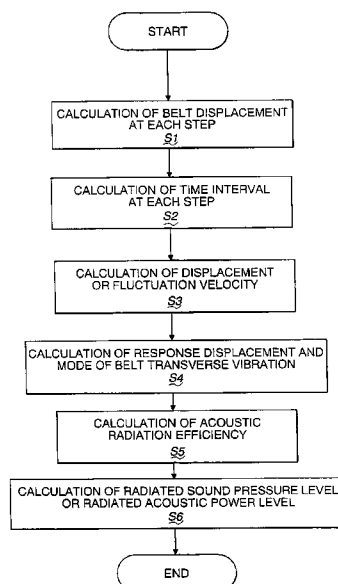 START
CALCULATION OF BELT DISPLACEMENT
AT EACH STEP
S1
CALCULATION OF TIME INTERVAL
AT EACH STEP
S2
CALCULATION OF DISPLACEMENT
OR FLUCTUATION VELOCITY
S3
CALCULATION OF RESPONSE DISPLACEMENT AND
MODE OF BELT TRANSVERSE VIBRATION
S4
CALCULATION OF ACOUSTIC
RADIATION EFFICIENCY
S5
CALCULATION OF RADIATED SOUND PRESSURE LEVEL
OR RADIATED ACOUSTIC POWER LEVEL
S6
END